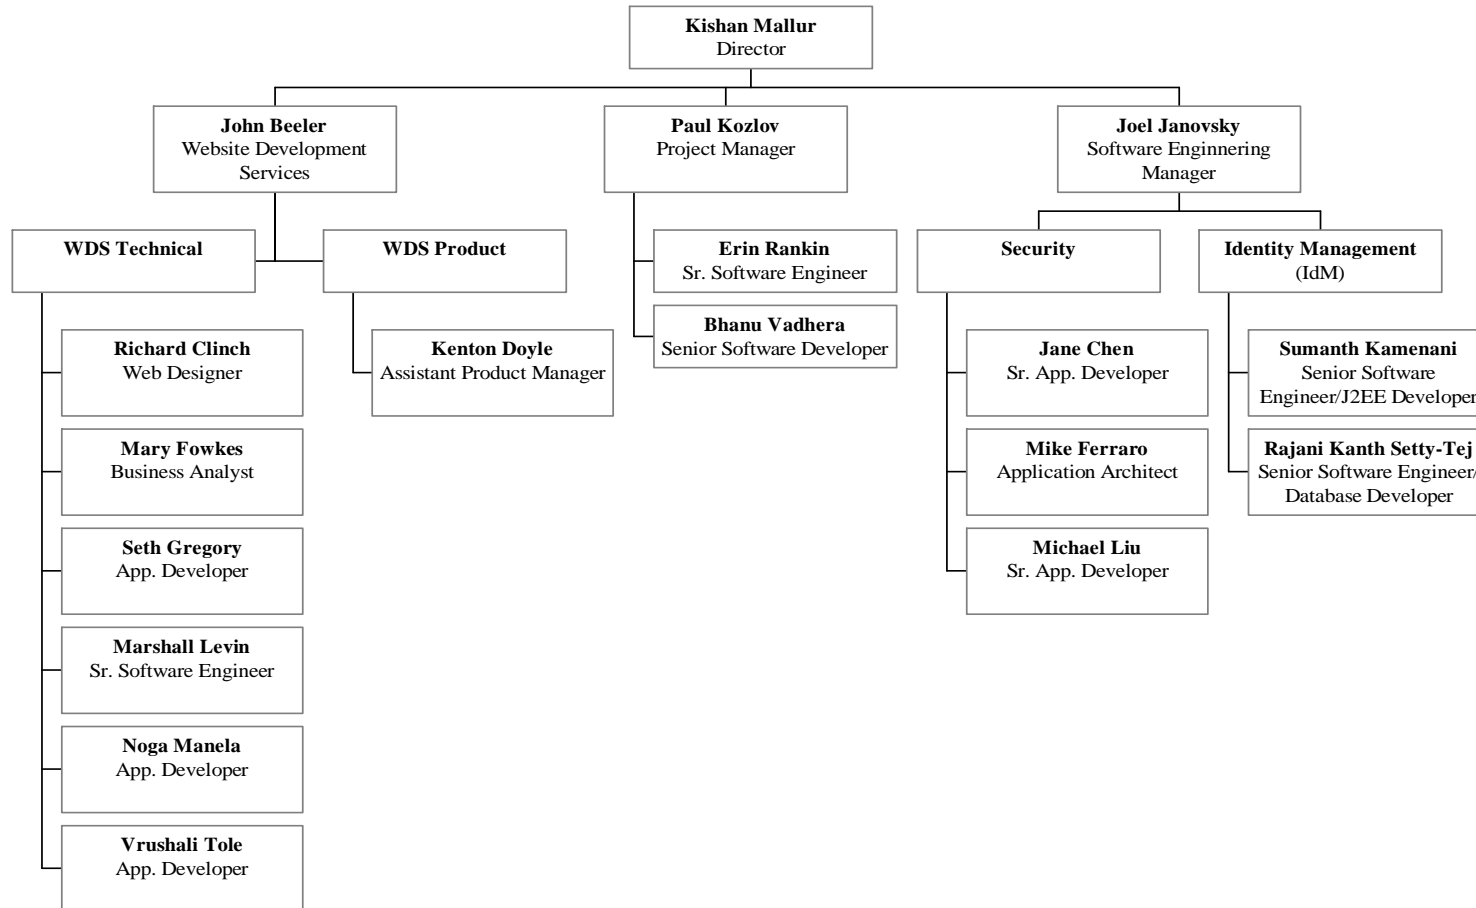 Kishan Mallur
Director
John Beeler
Website Development
Services
Paul Kozlov
Project Manager
Joel Janovsky
Software Enginnering
Manager
WDS Technical
WDS Product
Erin Rankin
Sr. Software Engineer
Bhanu Vadhera
Senior Software Developer
Security
Identity Management
(IdM)
Richard Clinch
Web Designer
Mary Fowkes
Business Analyst
Seth Gregory
App. Developer
Marshall Levin
Sr. Software Engineer
Noga Manela
App. Developer
Vrushali Tole
App. Developer
Kenton Doyle
Assistant Product Manager
Jane Chen
Sr. App. Developer
Mike Ferraro
Application Architect
Michael Liu
Sr. App. Developer
Sumanth Kamenani
Senior Software
Engineer/J2EE Developer
Rajani Kanth Setty-Tej
Senior Software Engineer/
Database Developer